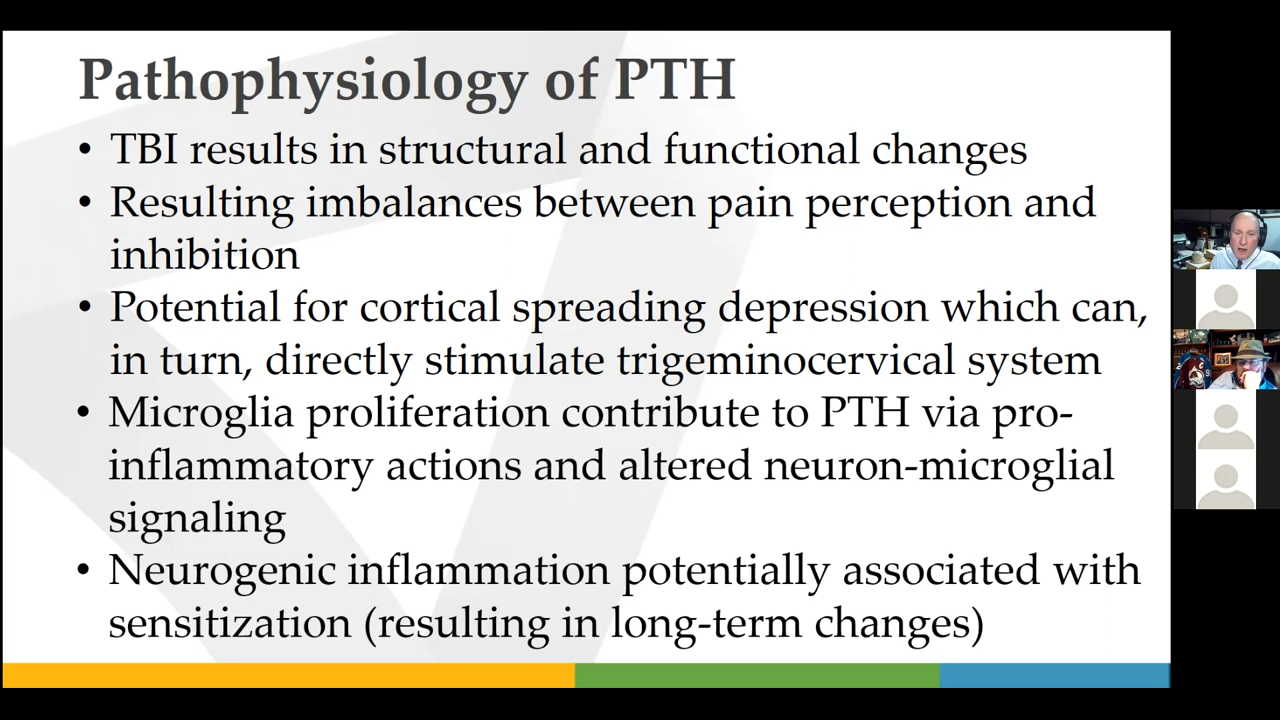 Pathophysiology of PTH
• TBI results in structural and functional changes
• Resulting imbalances between pain perception and
inhibition
• Potential for cortical spreading depression which can,
in turn, directly stimulate trigeminocervical system
• Microglia proliferation contribute to PTH via pro-
inflammatory actions and altered neuron-microglial
signaling
• Neurogenic inflammation potentially associated with
sensitization (resulting in long-term changes)